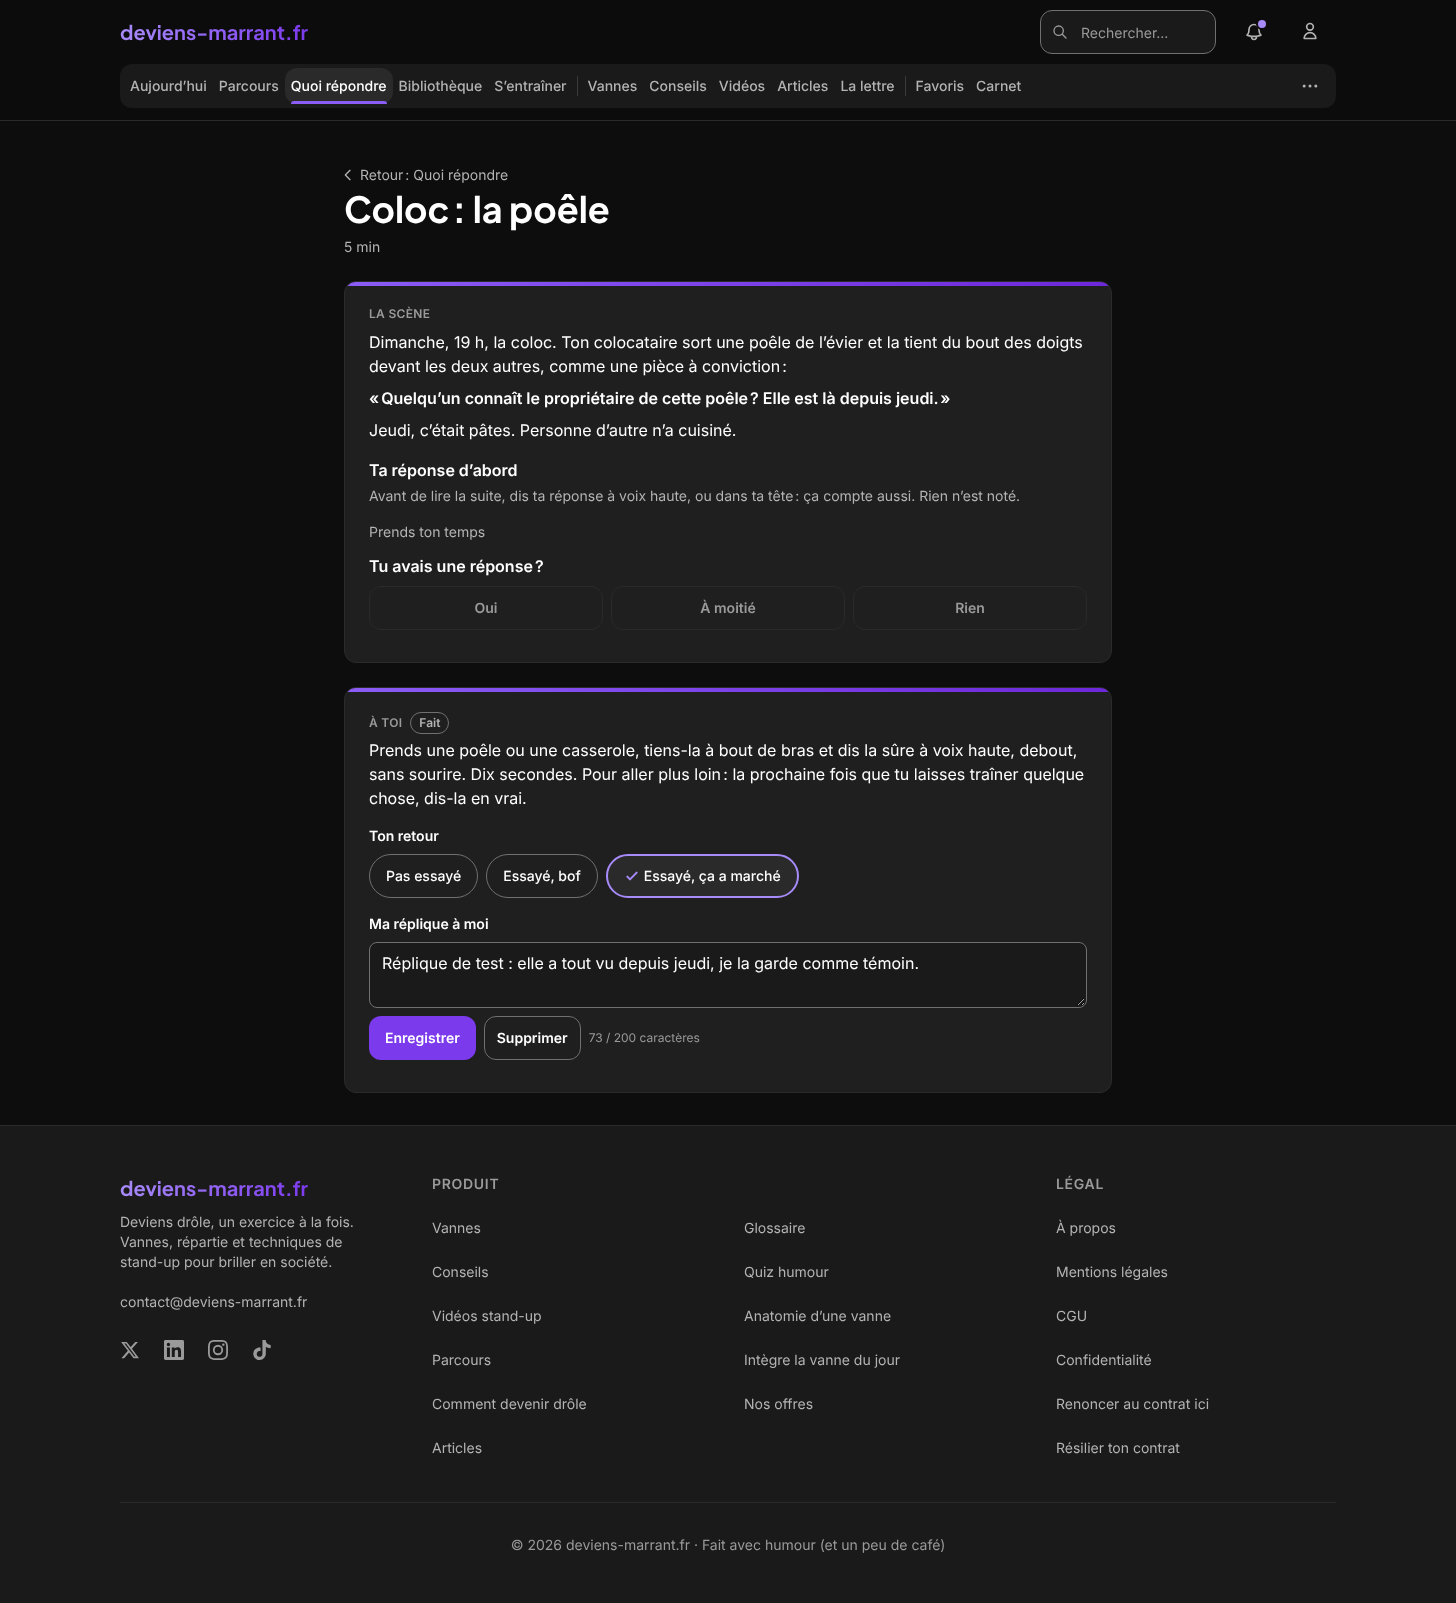 deviens-marrant.fr
Rechercher...
Aujourd’hui Parcours Quoi répondre Bibliothèque S’entraîner Vannes Conseils Vidéos Articles La lettre Favoris Carnet
Retour : Quoi répondre
Coloc : la poêle
5 min
LA SCÈNE
Dimanche, 19 h, la coloc. Ton colocataire sort une poêle de l’évier et la tient du bout des doigts
devant les deux autres, comme une pièce à conviction :
« Quelqu’un connaît le propriétaire de cette poêle ? Elle est là depuis jeudi. »
Jeudi, c’était pâtes. Personne d’autre n’a cuisiné.
Ta réponse d’abord
Avant de lire la suite, dis ta réponse à voix haute, ou dans ta tête : ça compte aussi. Rien n’est noté.
Prends ton temps
Tu avais une réponse ?
Oui À moitié Rien
À TOI Fait
Prends une poêle ou une casserole, tiens-la à bout de bras et dis la sûre à voix haute, debout,
sans sourire. Dix secondes. Pour aller plus loin : la prochaine fois que tu laisses traîner quelque
chose, dis-la en vrai.
Ton retour
Pas essayé Essayé, bof Essayé, ça a marché
Ma réplique à moi
Réplique de test : elle a tout vu depuis jeudi, je la garde comme témoin.
Enregistrer Supprimer 73 / 200 caractères
deviens-marrant.fr
Deviens drôle, un exercice à la fois.
Vannes, répartie et techniques de
stand-up pour briller en société.
contact@deviens-marrant.fr
PRODUIT
Vannes
Conseils
Vidéos stand-up
Parcours
Comment devenir drôle
Articles
Glossaire
Quiz humour
Anatomie d’une vanne
Intègre la vanne du jour
Nos offres
LÉGAL
À propos
Mentions légales
CGU
Confidentialité
Renoncer au contrat ici
Résilier ton contrat
© 2026 deviens-marrant.fr · Fait avec humour (et un peu de café)